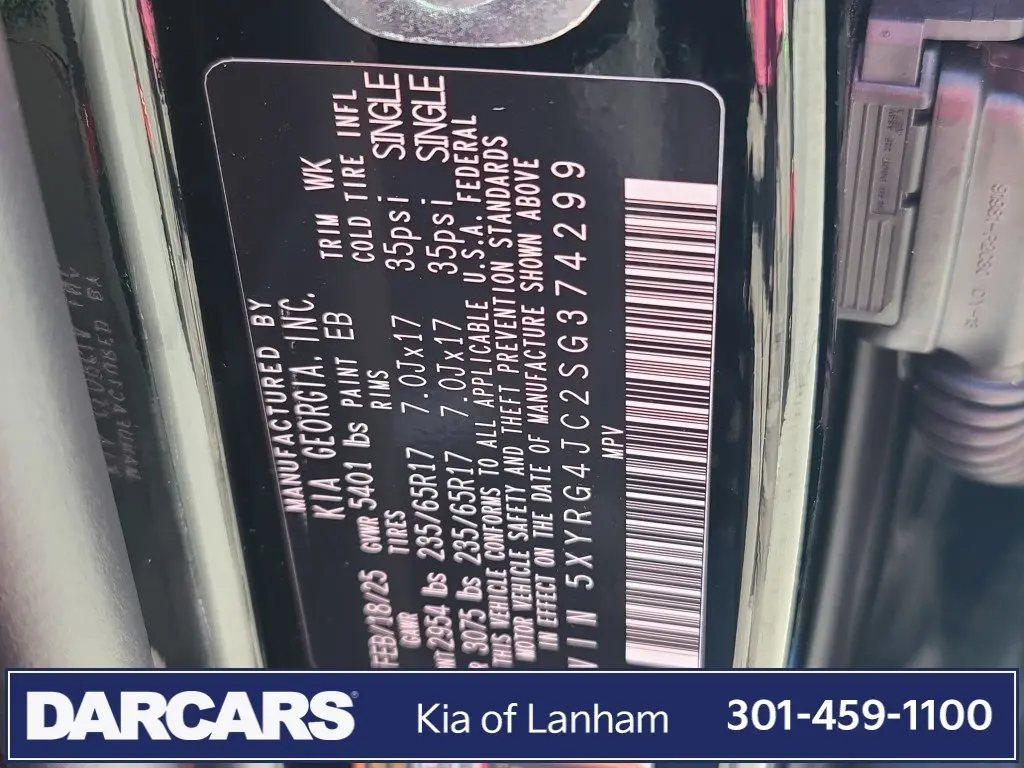 MANUFACTURED BY
KIA GEORGIA. INC.
FEB/18/25 GVWR 5401 lbs PAINT EB TRIM WK
GAWR TIRES RIMS COLD TIRE INFL
2954 lbs 235/65R17 7.0Jx17 35psi SINGLE
3075 lbs 235/65R17 7.0Jx17 35psi SINGLE
THIS VEHICLE CONFORMS TO ALL APPLICABLE U.S.A. FEDERAL
MOTOR VEHICLE SAFETY AND THEFT PREVENTION STANDARDS
IN EFFECT ON THE DATE OF MANUFACTURE SHOWN ABOVE
VIN 5XYRG4JC2SG374299
MPV
DARCARS®
Kia of Lanham
301-459-1100